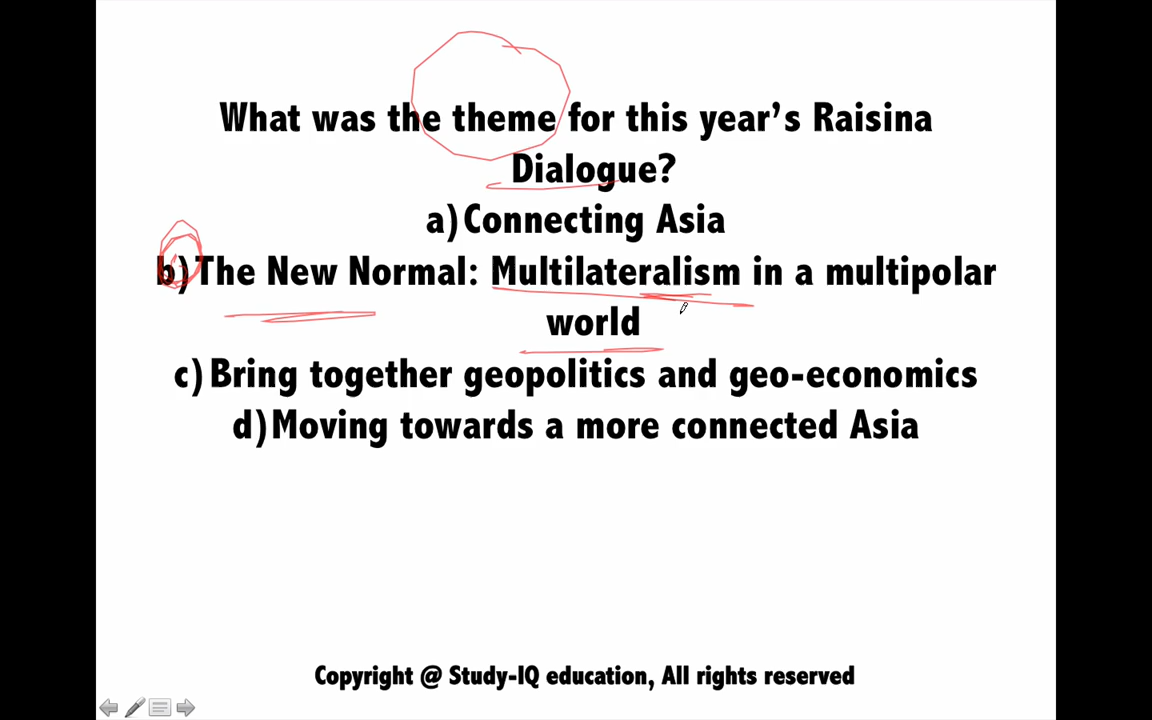 What was the theme for this year’s Raisina
Dialogue?
a)Connecting Asia
b)The New Normal: Multilateralism in a multipolar
world
c)Bring together geopolitics and geo-economics
d)Moving towards a more connected Asia
Copyright @ Study-IQ education, All rights reserved